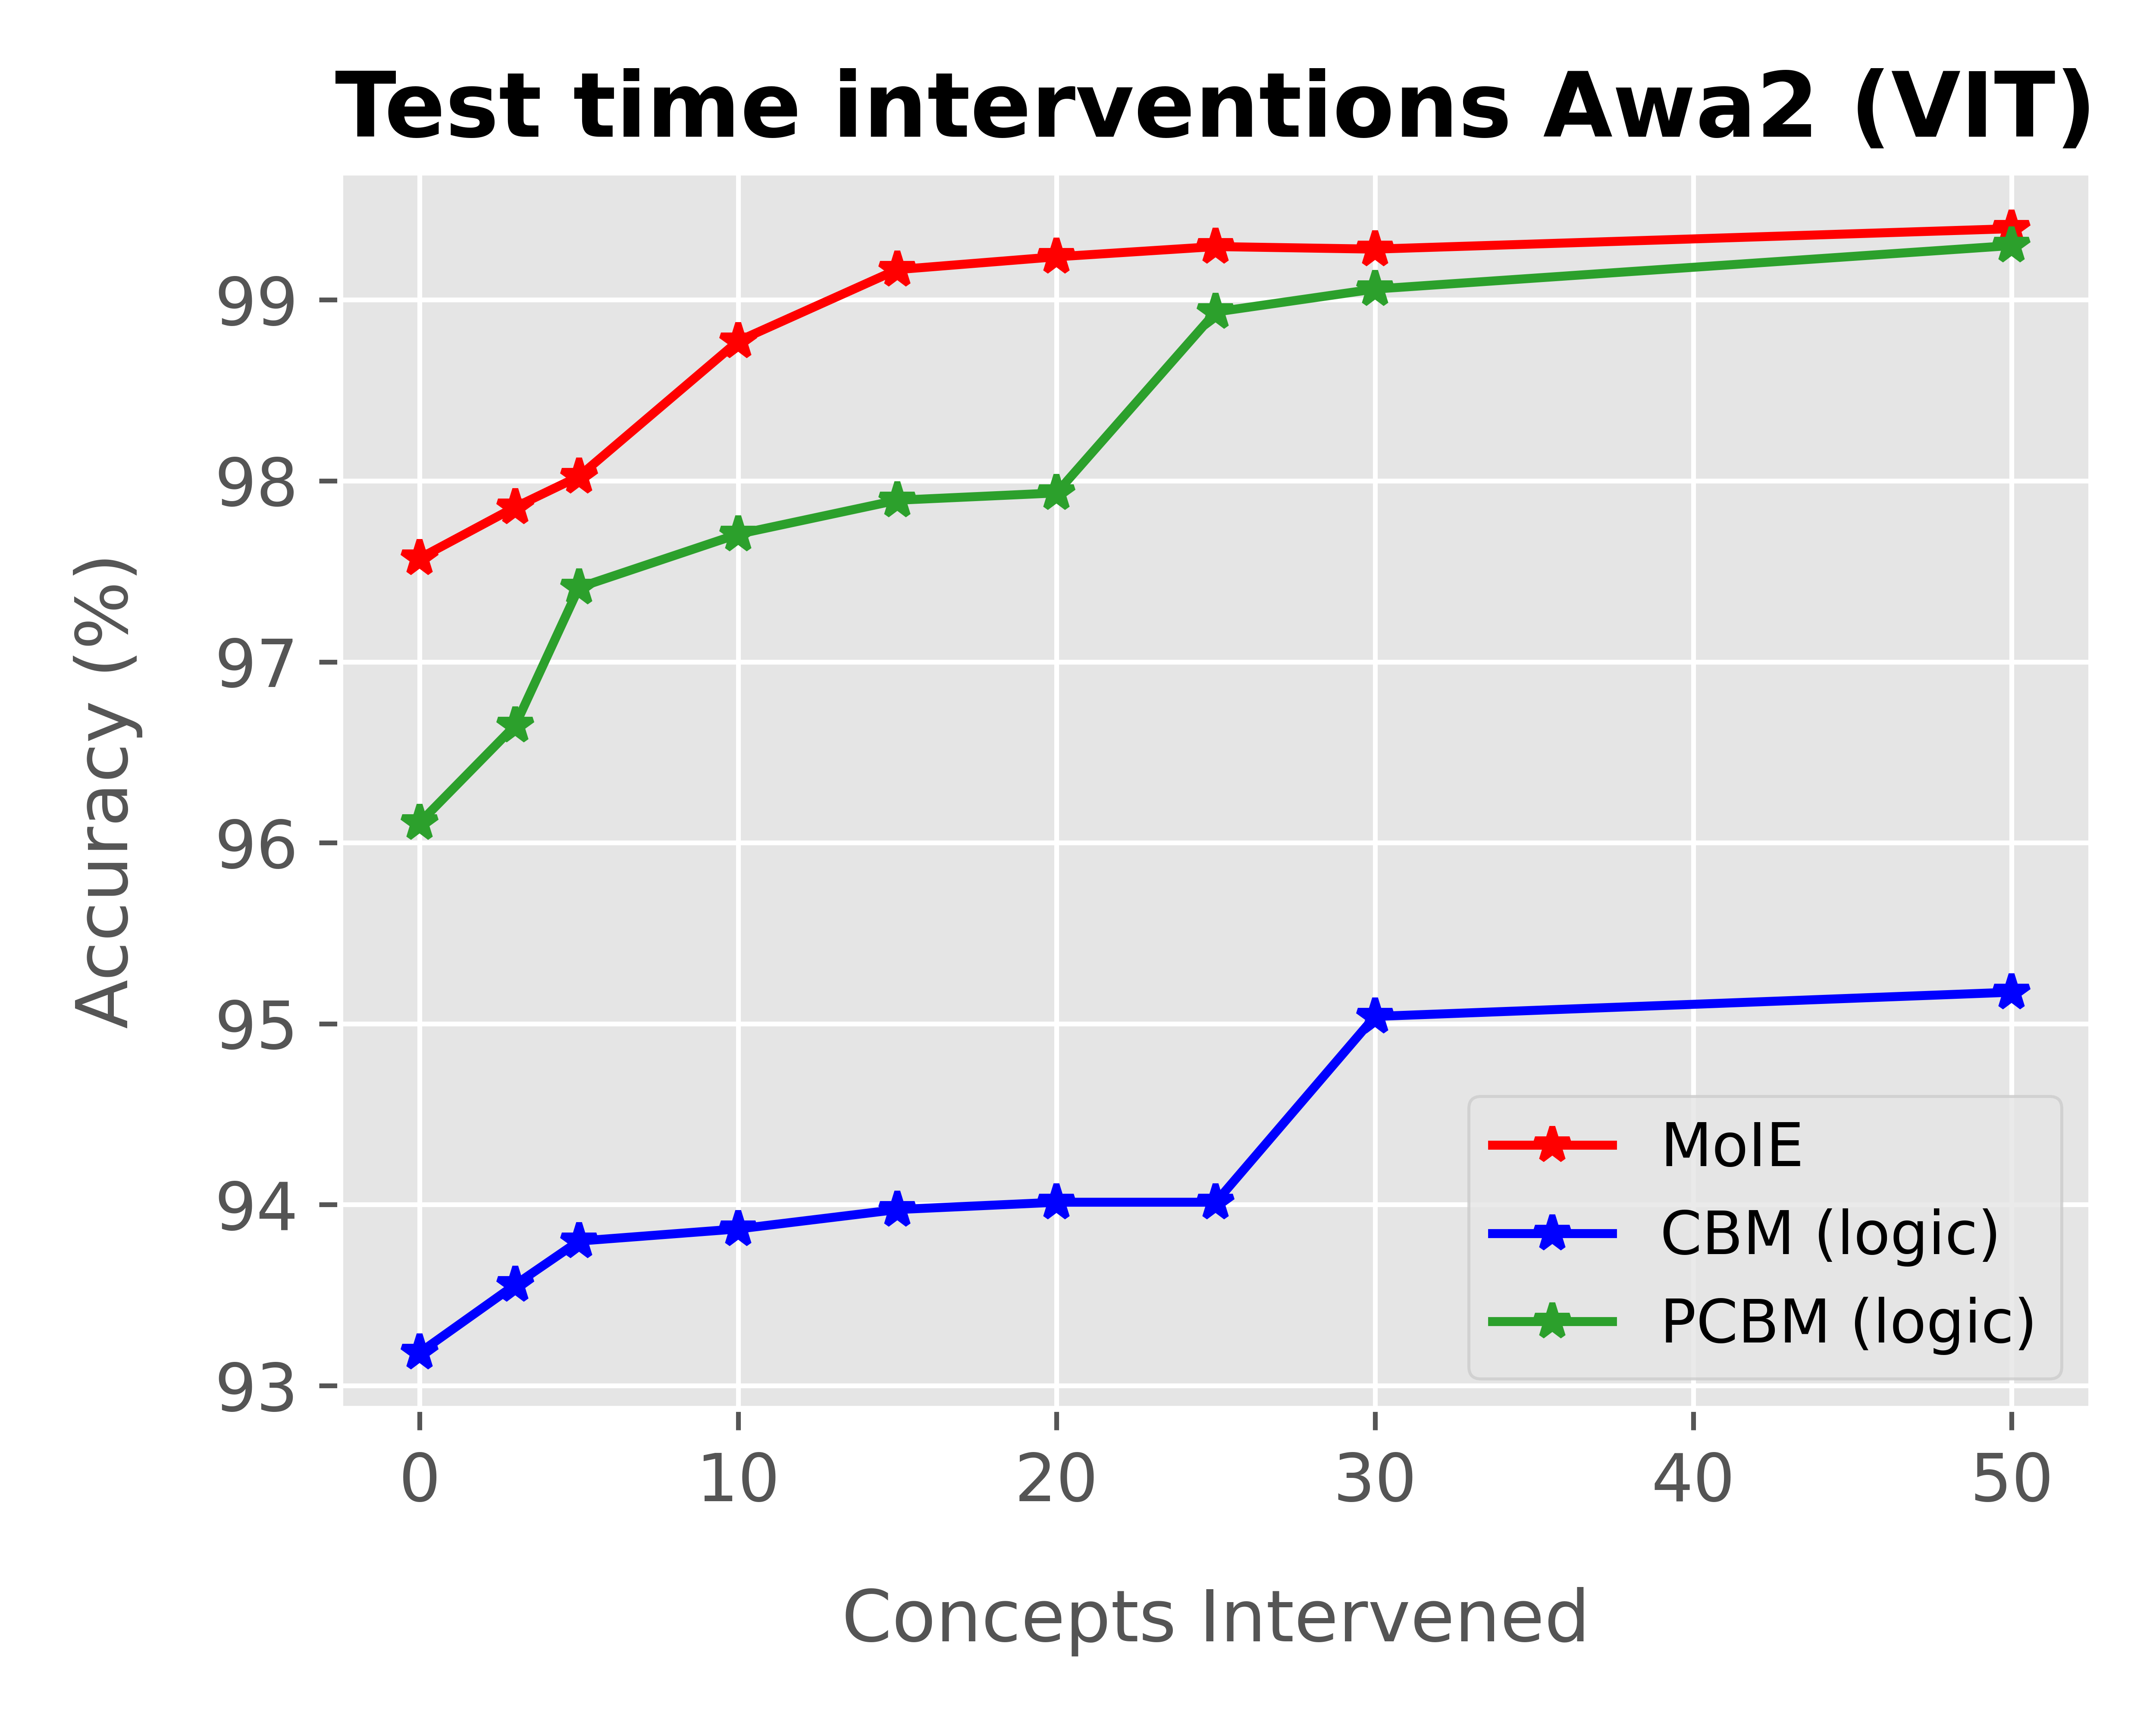 Test time interventions Awa2 (VIT)
Accuracy (%)
99
98
97
96
95
94
93
0 10 20 30 40 50
Concepts Intervened
MoIE
CBM (logic)
PCBM (logic)